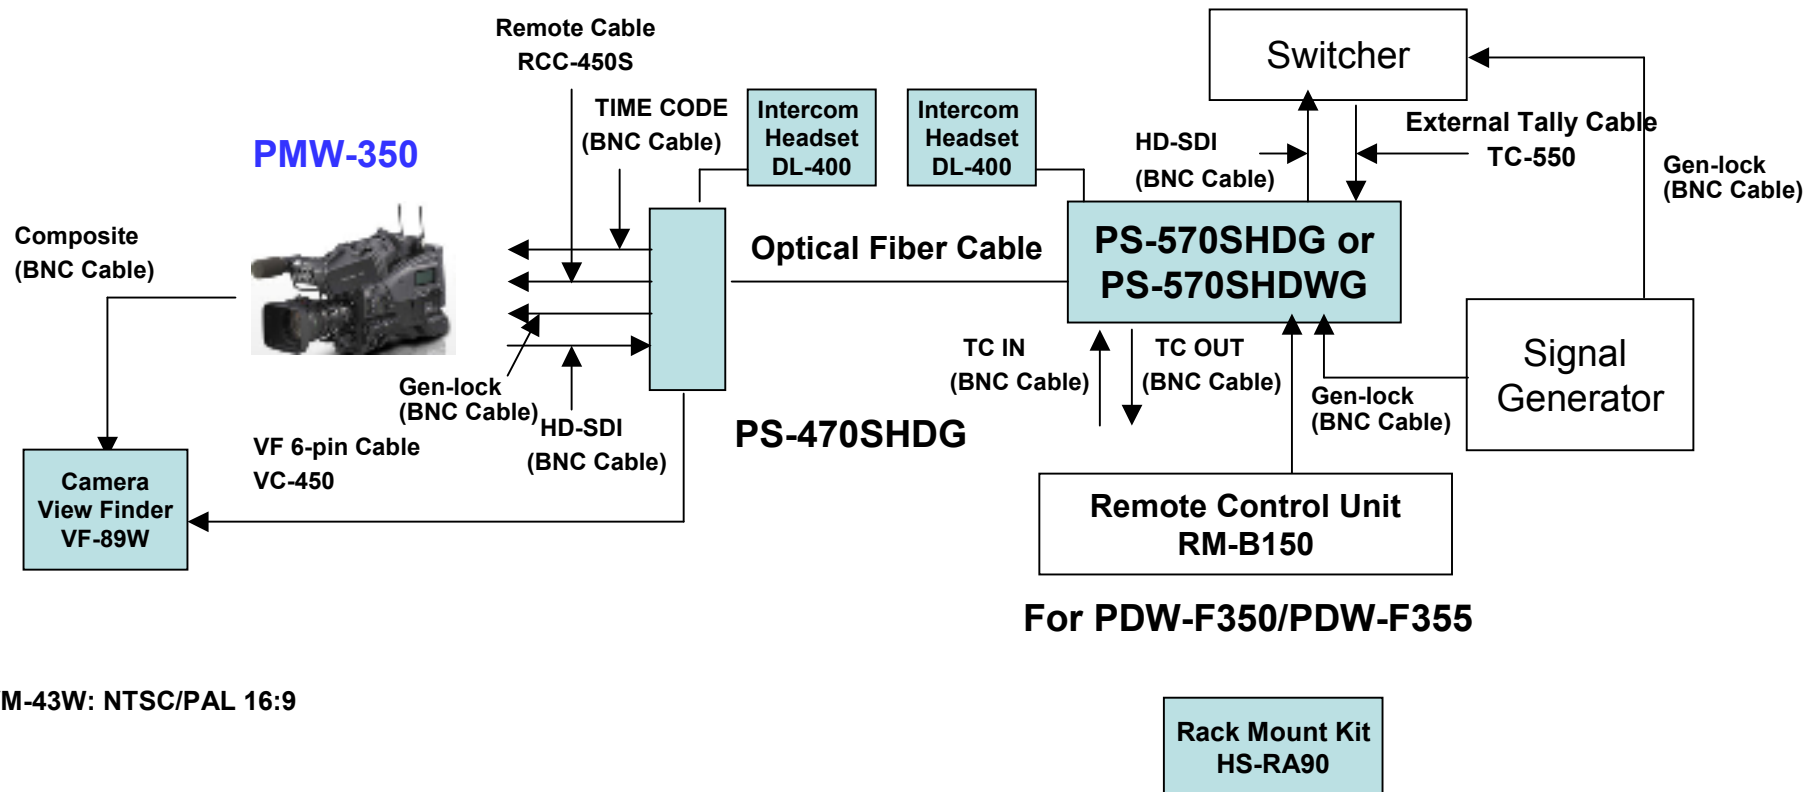 Remote Cable
RCC-450S
TIME CODE
(BNC Cable)
Intercom
Headset
DL-400
Intercom
Headset
DL-400
Switcher
HD-SDI
(BNC Cable)
External Tally Cable
TC-550
Gen-lock
(BNC Cable)
PMW-350
Composite
(BNC Cable)
Optical Fiber Cable
PS-570SHDG or
PS-570SHDWG
Gen-lock
(BNC Cable)
HD-SDI
(BNC Cable)
PS-470SHDG
TC IN
(BNC Cable)
TC OUT
(BNC Cable)
Gen-lock
(BNC Cable)
Signal
Generator
VF 6-pin Cable
VC-450
Camera
View Finder
VF-89W
Remote Control Unit
RM-B150
For PDW-F350/PDW-F355
M-43W: NTSC/PAL 16:9
Rack Mount Kit
HS-RA90